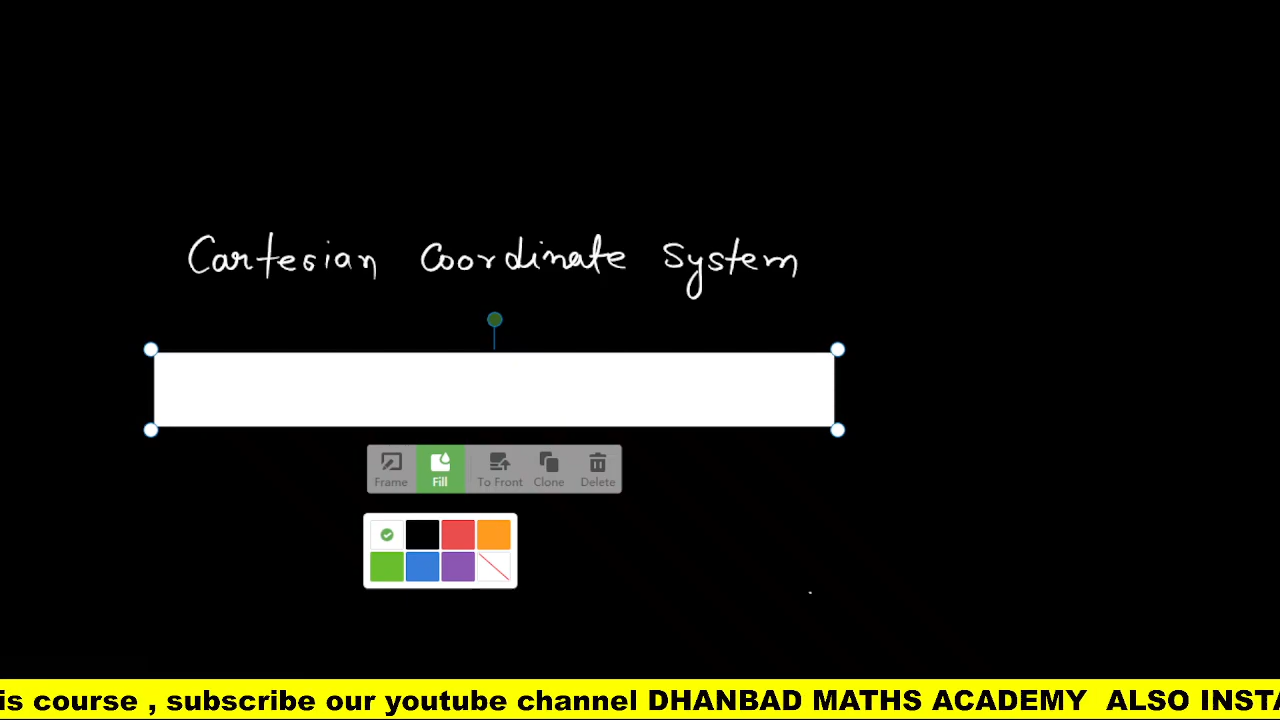 Cartesian Coordinate System
Frame Fill To Front Clone Delete
is course , subscribe our youtube channel DHANBAD MATHS ACADEMY ALSO INSTA